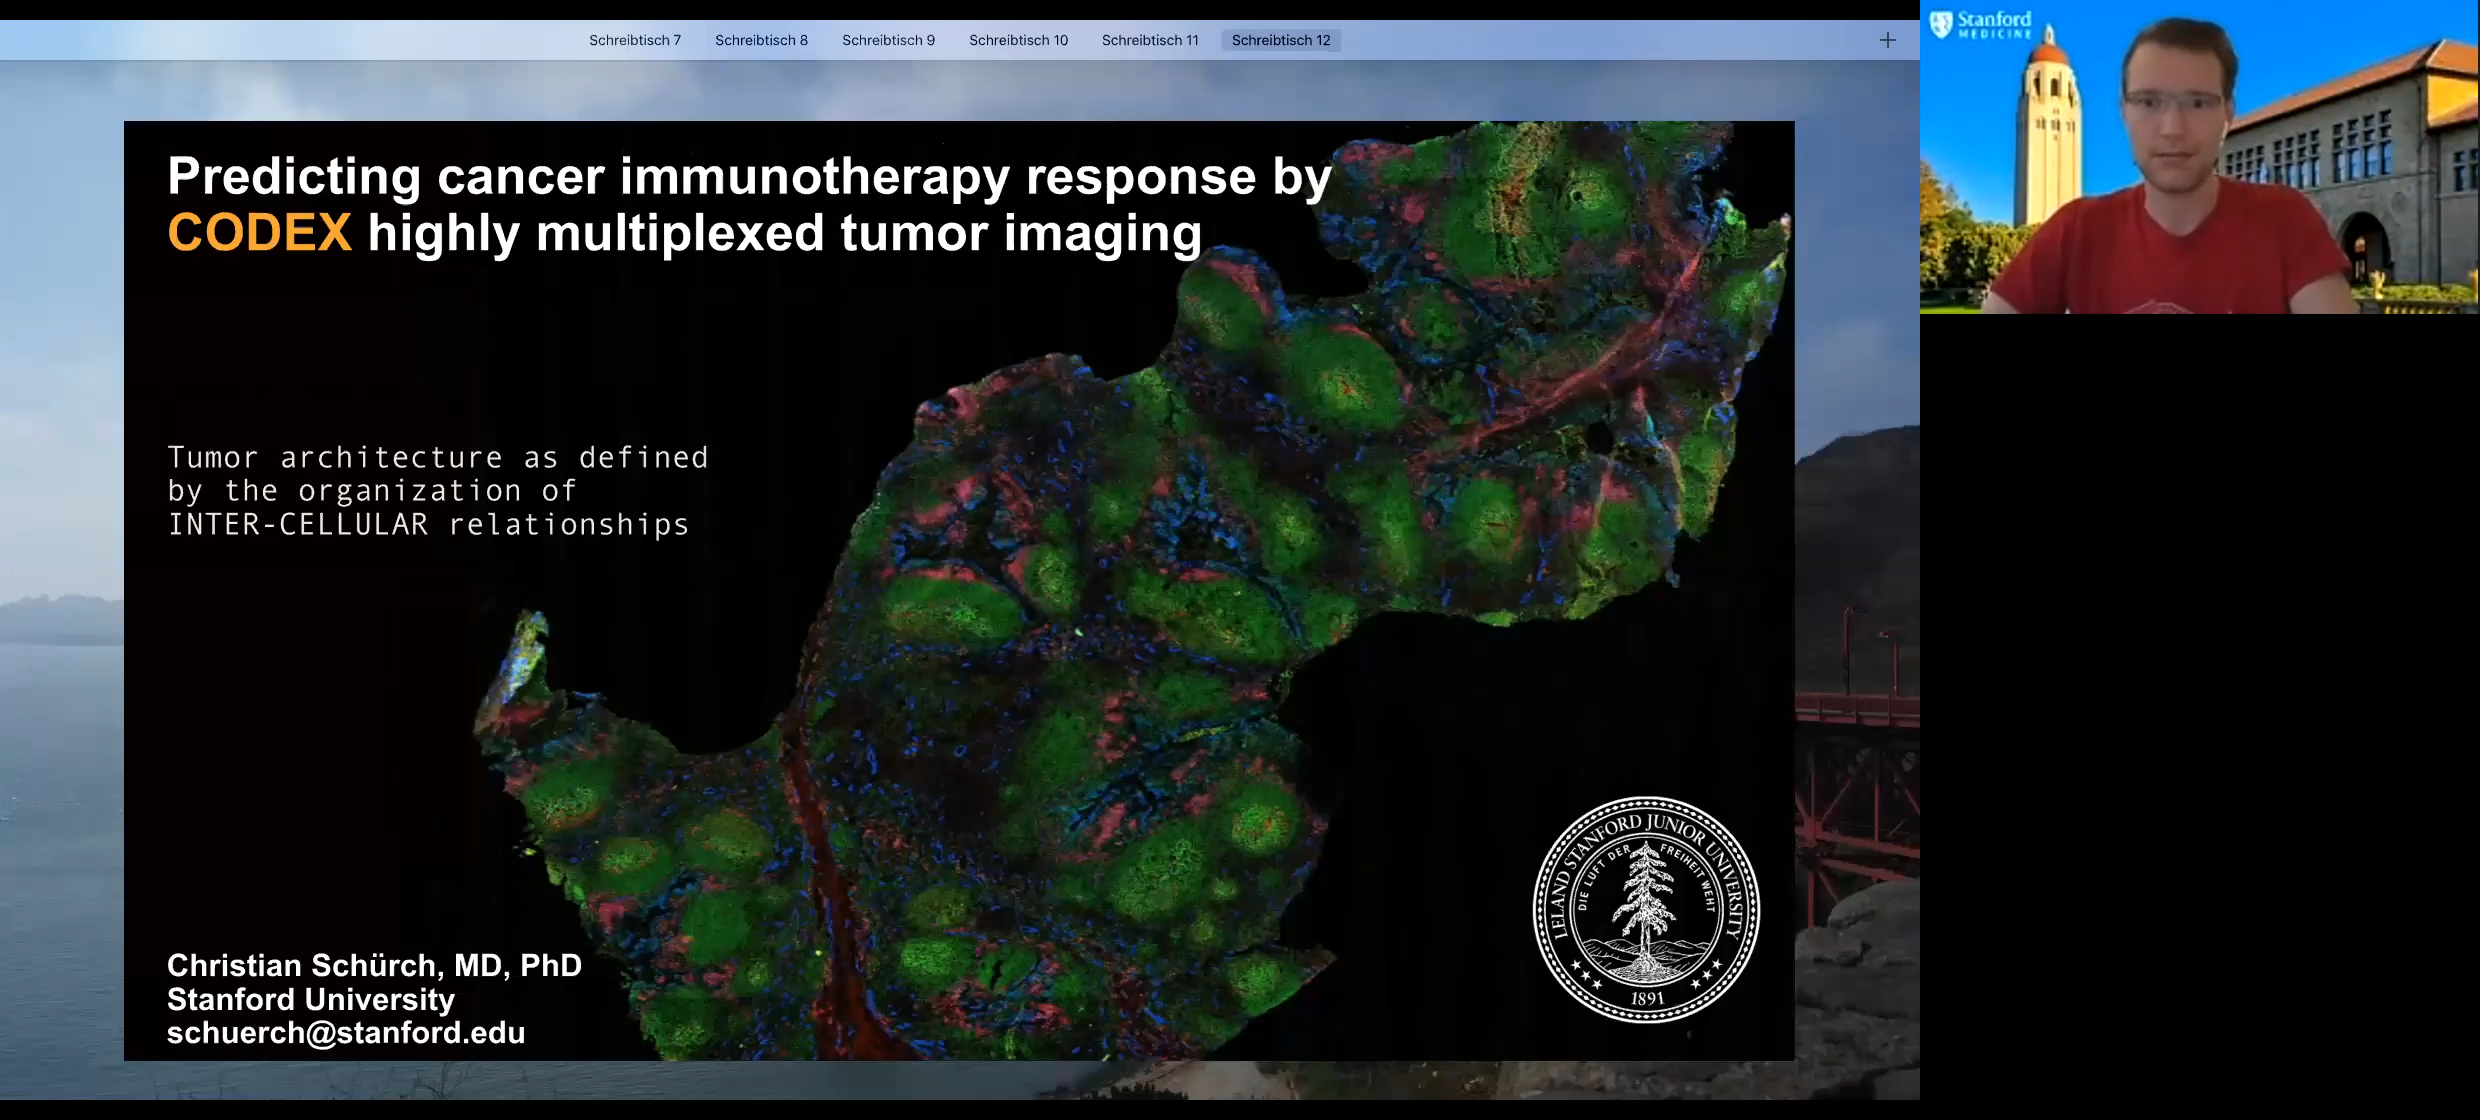 Schreibtisch 7 Schreibtisch 8 Schreibtisch 9 Schreibtisch 10 Schreibtisch 11 Schreibtisch 12
Stanford
MEDICINE
Predicting cancer immunotherapy response by
CODEX highly multiplexed tumor imaging
Tumor architecture as defined
by the organization of
INTER-CELLULAR relationships
Christian Schürch, MD, PhD
Stanford University
schuerch@stanford.edu
LELAND STANFORD JUNIOR UNIVERSITY
DIE LUFT DER FREIHEIT WEHT
1891